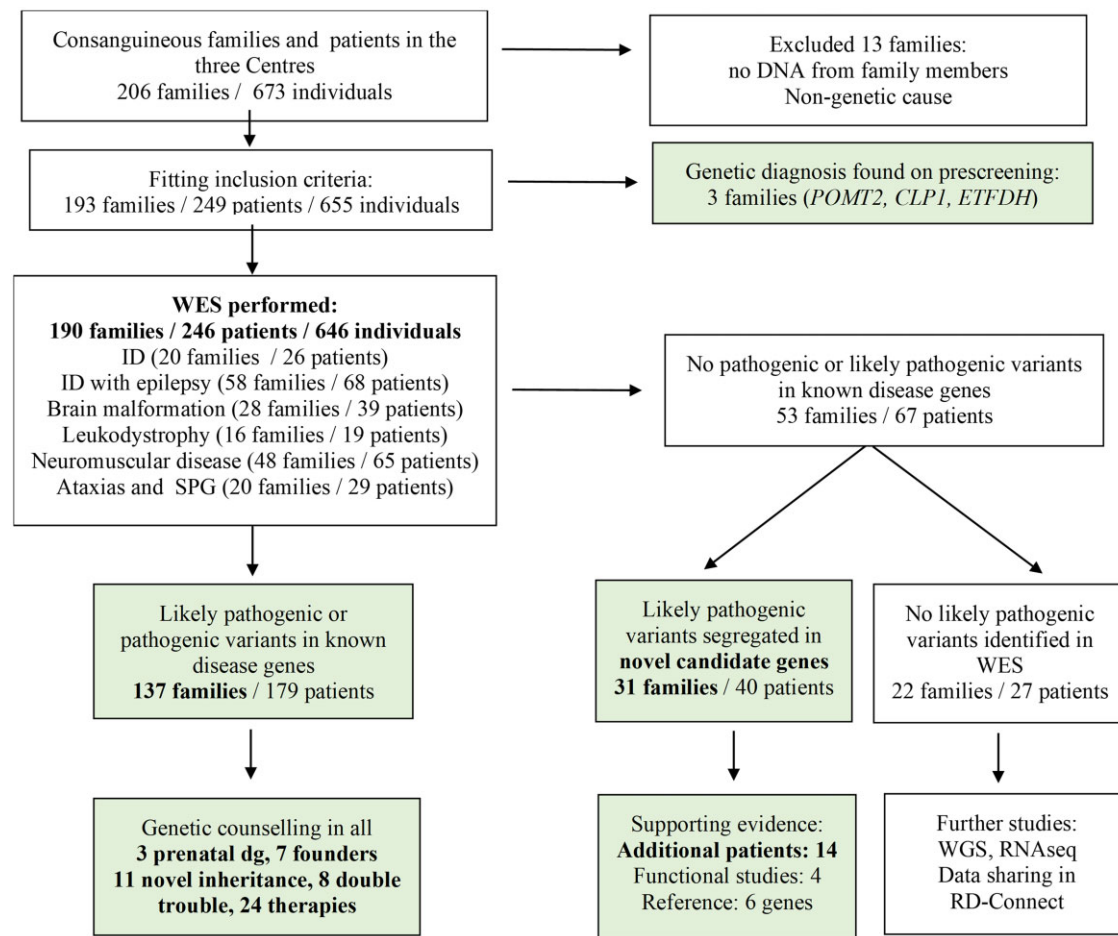 Consanguineous families and patients in the
three Centres
206 families / 673 individuals
Excluded 13 families:
no DNA from family members
Non-genetic cause
Fitting inclusion criteria:
193 families / 249 patients / 655 individuals
Genetic diagnosis found on prescreening:
3 families (POMT2, CLP1, ETFDH)
WES performed:
190 families / 246 patients / 646 individuals
ID (20 families / 26 patients)
ID with epilepsy (58 families / 68 patients)
Brain malformation (28 families / 39 patients)
Leukodystrophy (16 families / 19 patients)
Neuromuscular disease (48 families / 65 patients)
Ataxias and SPG (20 families / 29 patients)
No pathogenic or likely pathogenic variants
in known disease genes
53 families / 67 patients
Likely pathogenic or
pathogenic variants in known
disease genes
137 families / 179 patients
Likely pathogenic
variants segregated in
novel candidate genes
31 families / 40 patients
No likely pathogenic
variants identified in
WES
22 families / 27 patients
Genetic counselling in all
3 prenatal dg, 7 founders
11 novel inheritance, 8 double
trouble, 24 therapies
Supporting evidence:
Additional patients: 14
Functional studies: 4
Reference: 6 genes
Further studies:
WGS, RNAseq
Data sharing in
RD-Connect